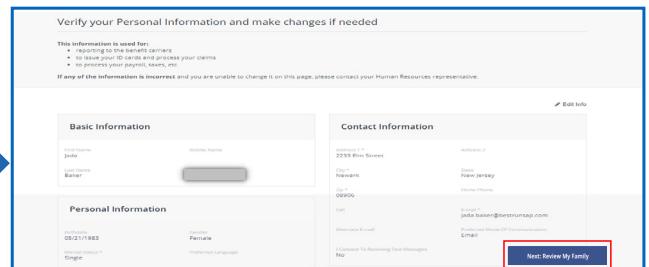 Verify your Personal Information and make changes if needed
This information is used for:
reporting to the benefit carriers
to issue your ID cards and process your claims
to process your payroll, taxes, etc
If any of the information is incorrect and you are unable to change it on this page, please contact your Human Resources representative.
Edit Info
Basic Information
First Name
Middle Name
Jada
Last Name
Baker
Personal Information
Birthdate
Gender
05/21/1983
Female
Marital Status *
Preferred Language
Single
Contact Information
Address 1 *
Address 2
2233 Elm Street
City *
State
Newark
New Jersey
Zip *
Home Phone
08906
Cell
E-mail *
jada.baker@bestrunsap.com
Alternate E-mail
Preferred Mode Of Communication
Email
I Consent To Receiving Text Messages
No
Next: Review My Family